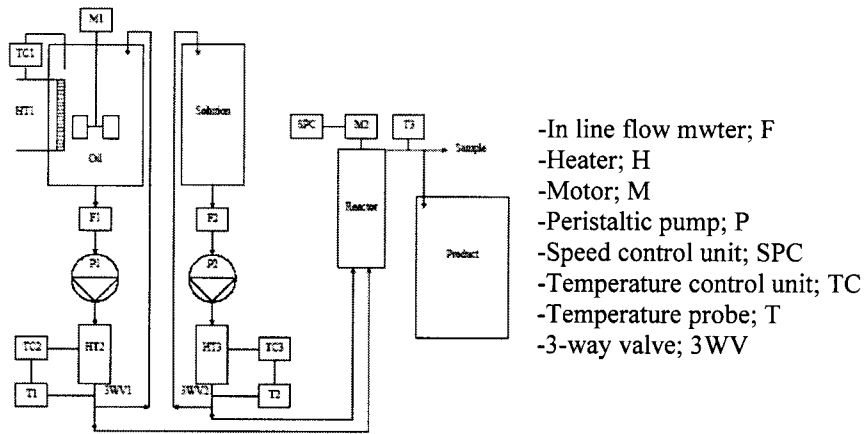 M1
TC1
HT1
Oil
F1
P1
TC2
HT2
T1
3WV1
Solution
F2
P2
HT3
TC3
3WV2
T2
SPC
M2
T3
Sample
Reactor
Product
-In line flow mwter; F
-Heater; H
-Motor; M
-Peristaltic pump; P
-Speed control unit; SPC
-Temperature control unit; TC
-Temperature probe; T
-3-way valve; 3WV